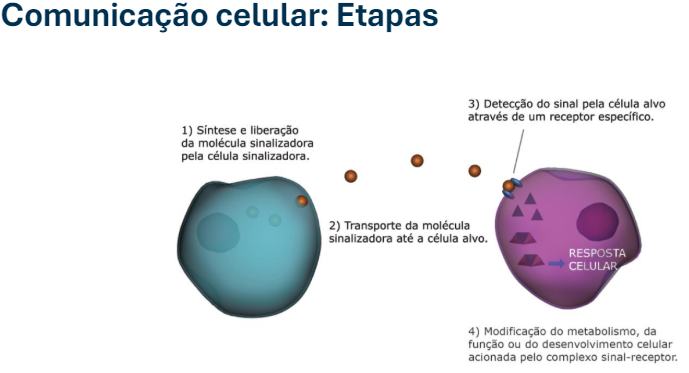 Comunicação celular: Etapas
1) Síntese e liberação
da molécula sinalizadora
pela célula sinalizadora.
2) Transporte da molécula
sinalizadora até a célula alvo.
3) Detecção do sinal pela célula alvo
através de um receptor específico.
RESPOSTA
CELULAR
4) Modificação do metabolismo, da
função ou do desenvolvimento celular
acionada pelo complexo sinal-receptor.